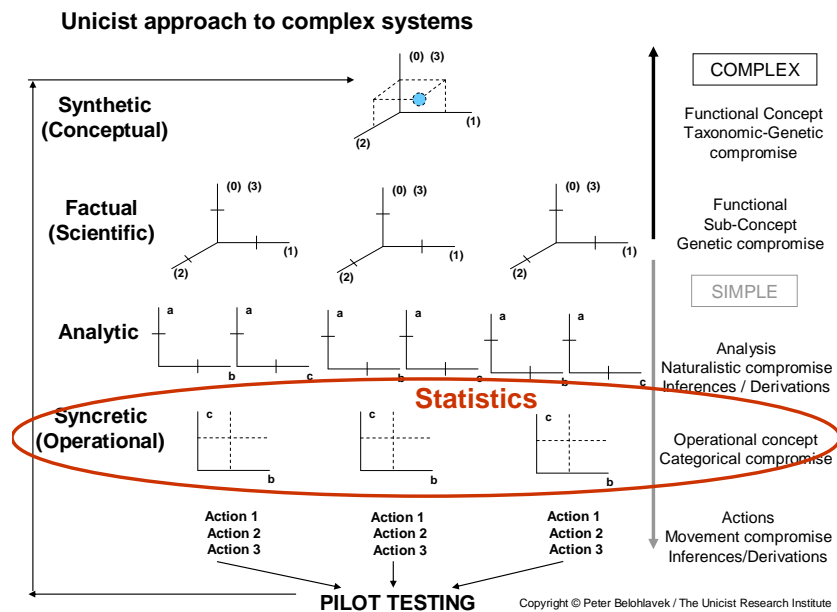 Unicist approach to complex systems
(0) (3)
(1)
(2)
Synthetic
(Conceptual)
COMPLEX
Functional Concept
Taxonomic-Genetic
compromise
Factual
(Scientific)
(0) (3)
(1)
(2)
(0) (3)
(1)
(2)
(0) (3)
(1)
(2)
Functional
Sub-Concept
Genetic compromise
SIMPLE
Analytic
a
b
a
c
a
b
a
c
a
b
a
c
Analysis
Naturalistic compromise
Inferences / Derivations
Statistics
Syncretic
(Operational)
c
b
c
b
c
b
Operational concept
Categorical compromise
Action 1
Action 2
Action 3
Action 1
Action 2
Action 3
Action 1
Action 2
Action 3
Actions
Movement compromise
Inferences/Derivations
PILOT TESTING
Copyright © Peter Belohlavek / The Unicist Research Institute